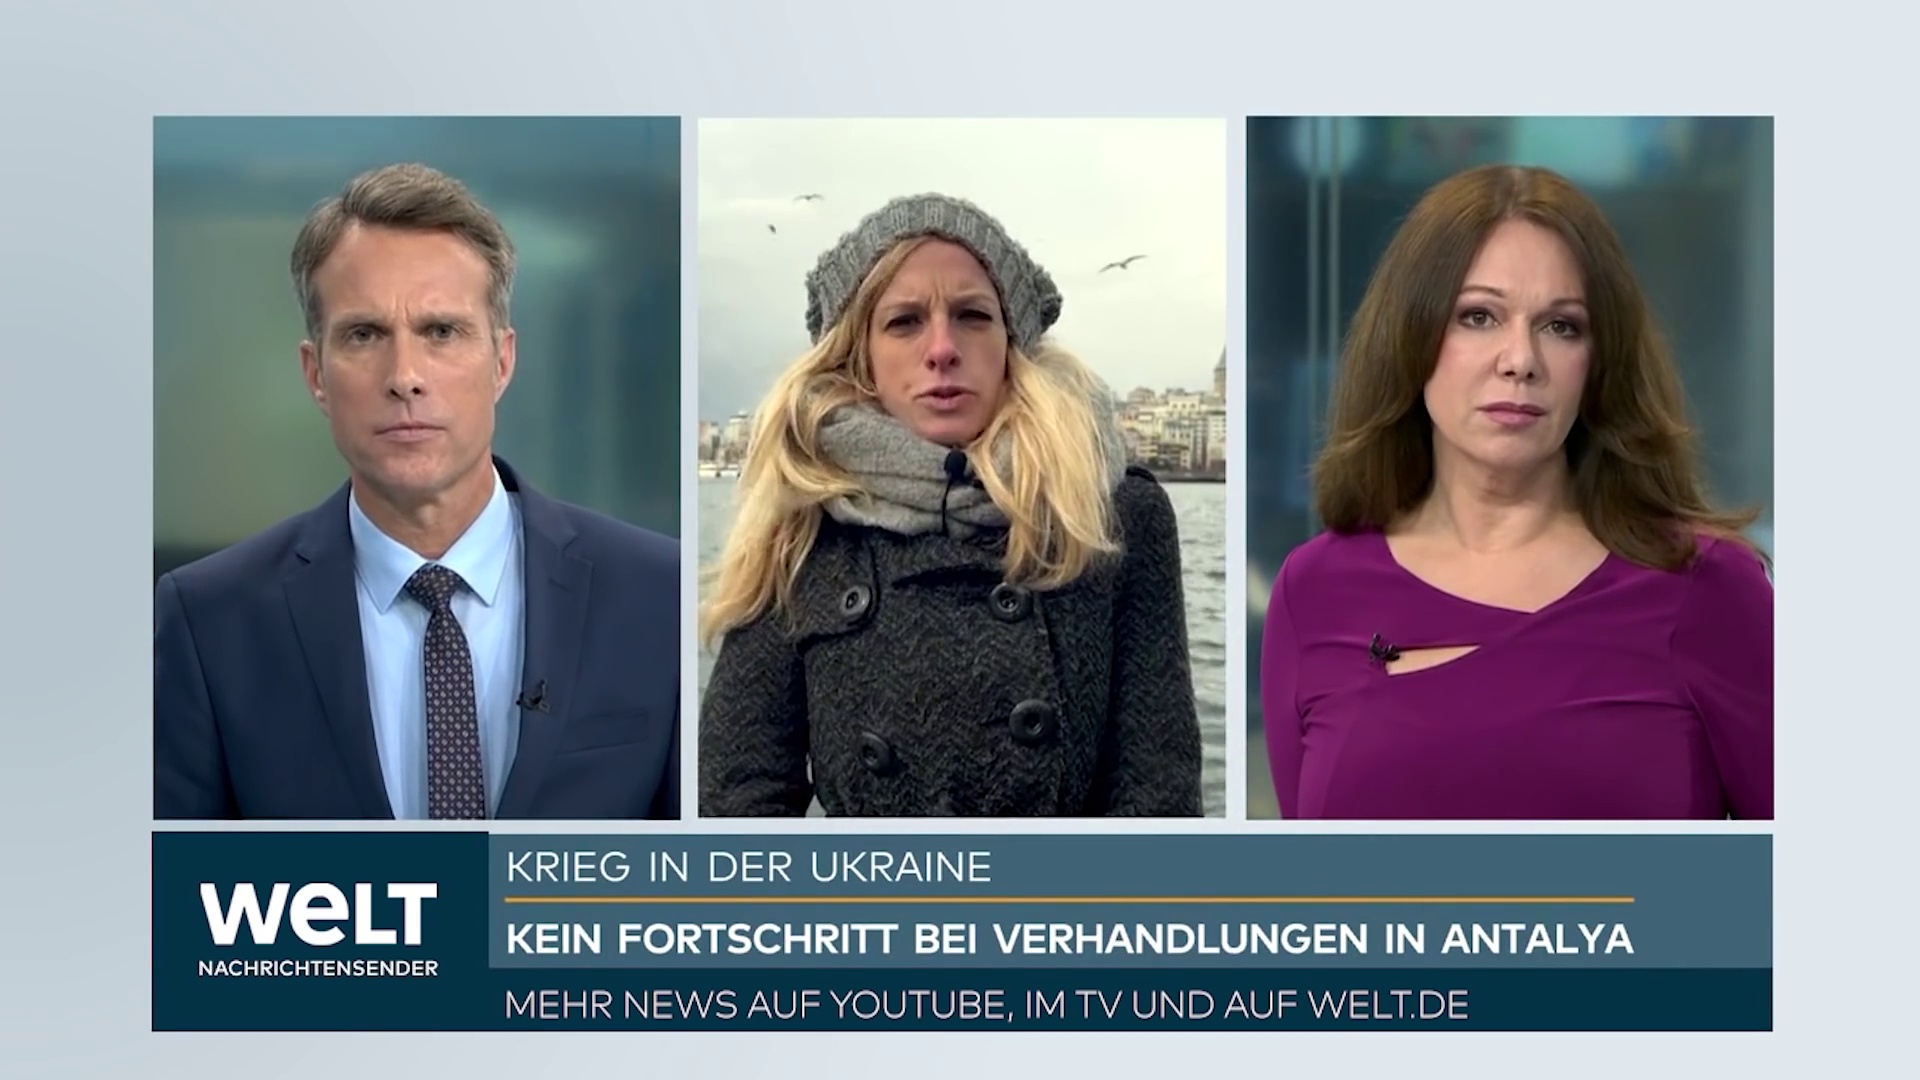 welt
NACHRICHTENSENDER
KRIEG IN DER UKRAINE
KEIN FORTSCHRITT BEI VERHANDLUNGEN IN ANTALYA
MEHR NEWS AUF YOUTUBE, IM TV UND AUF WELT.DE